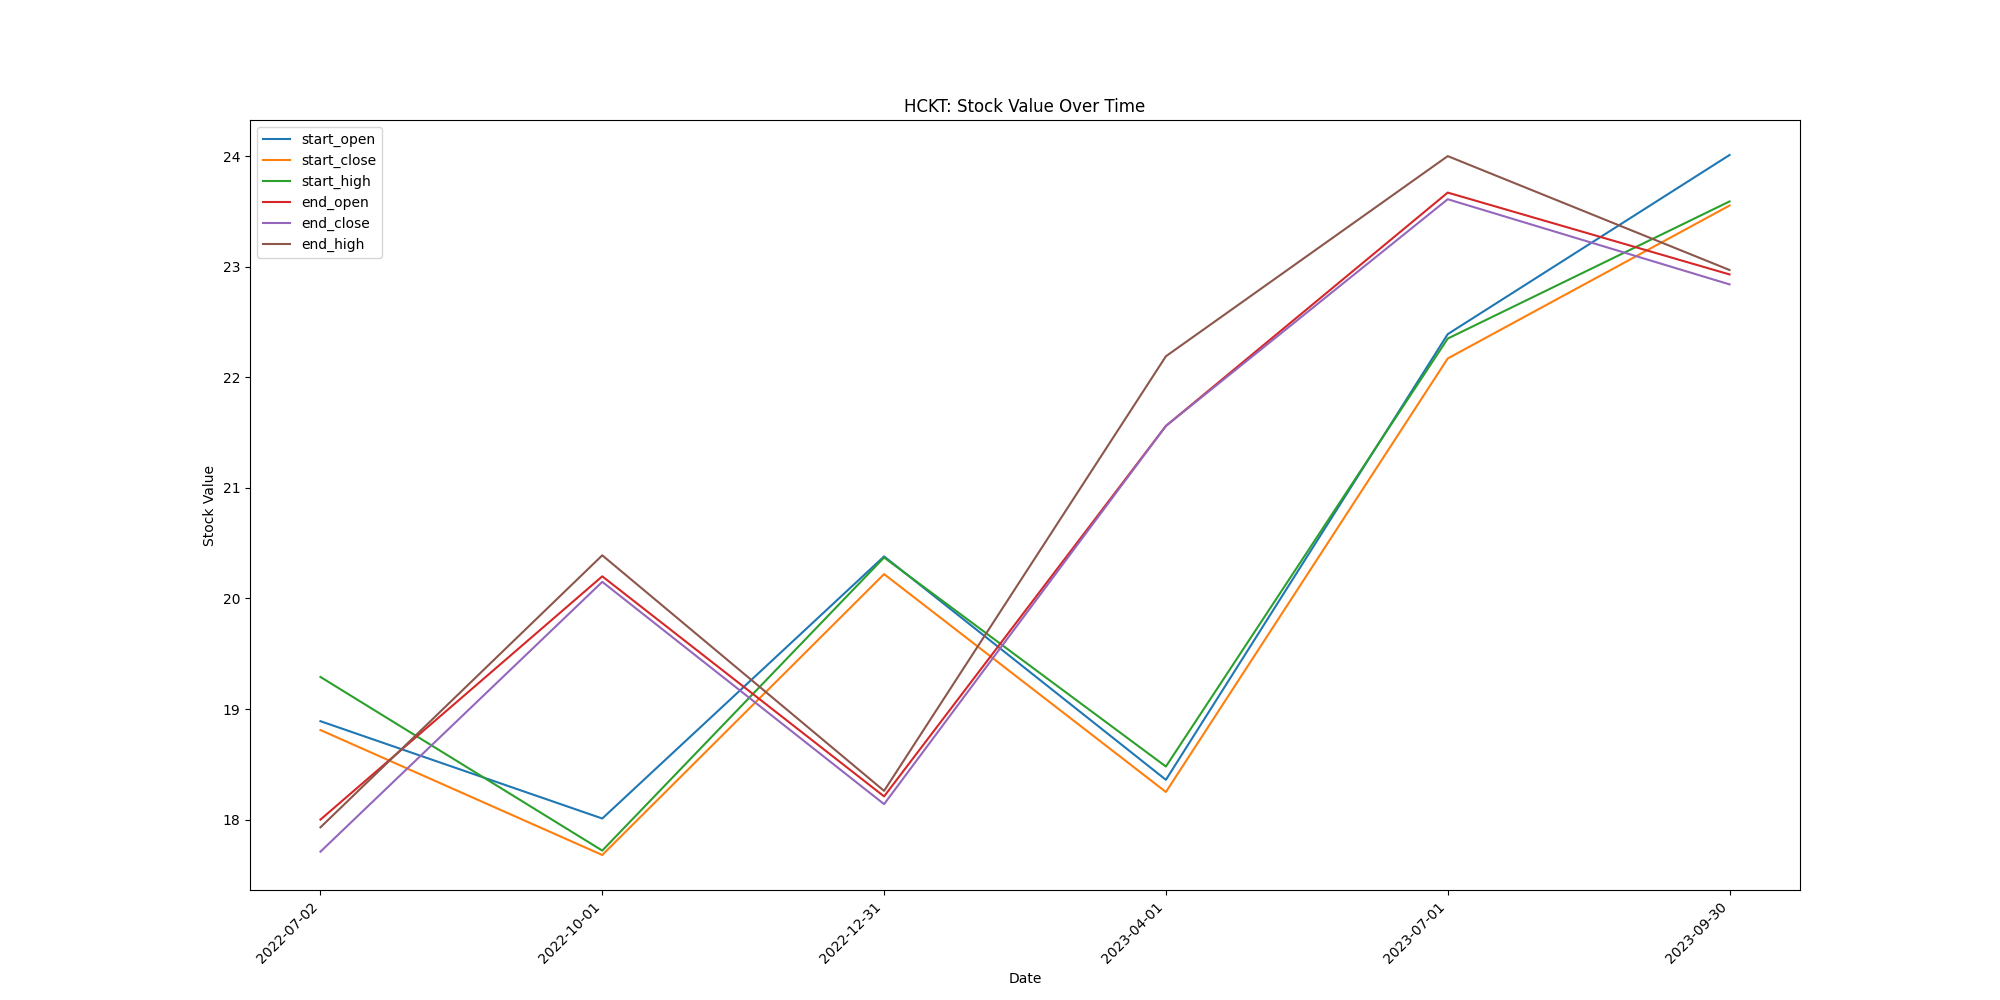 HCKT: Stock Value Over Time
start_open
start_close
start_high
end_open
end_close
end_high
24
23
22
21
20
19
18
Stock Value
2022-07-02
2022-10-01
2022-12-31
2023-04-01
2023-07-01
2023-09-30
Date